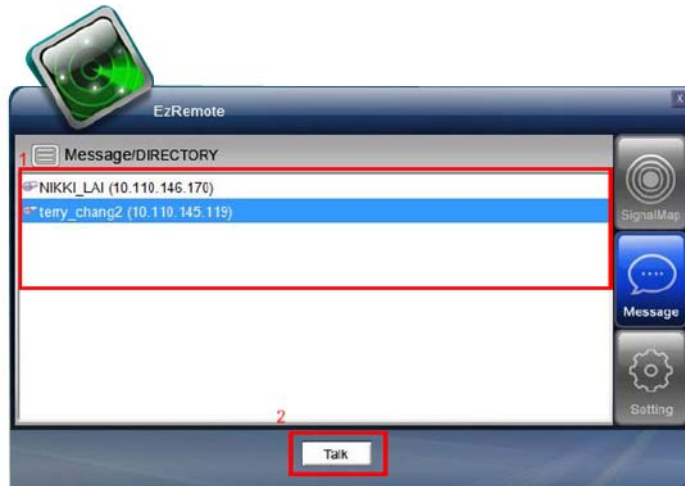 EzRemote
X
1 Message/DIRECTORY
NIKKI_LAI (10.110.146.170)
terry_chang2 (10.110.145.119)
SignalMap
Message
Setting
2
Talk